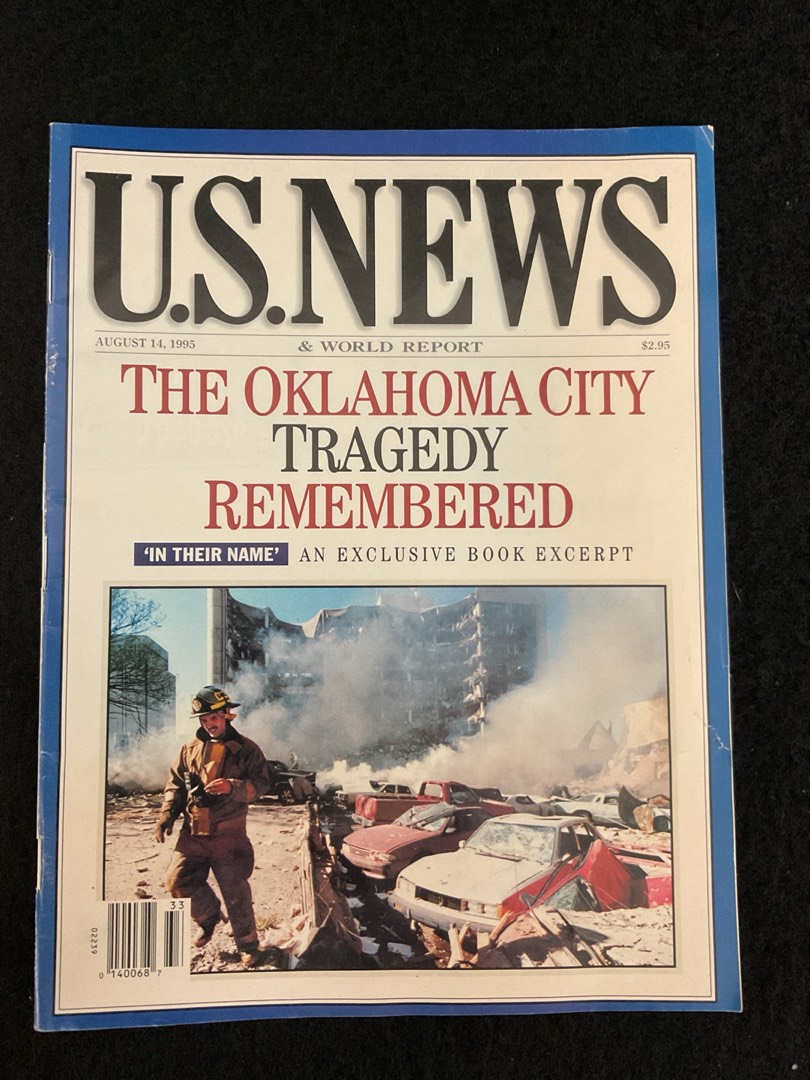 U.S.NEWS
AUGUST 14, 1995 & WORLD REPORT $2.95
THE OKLAHOMA CITY
TRAGEDY
REMEMBERED
'IN THEIR NAME' AN EXCLUSIVE BOOK EXCERPT
33
02239
0 140068 7